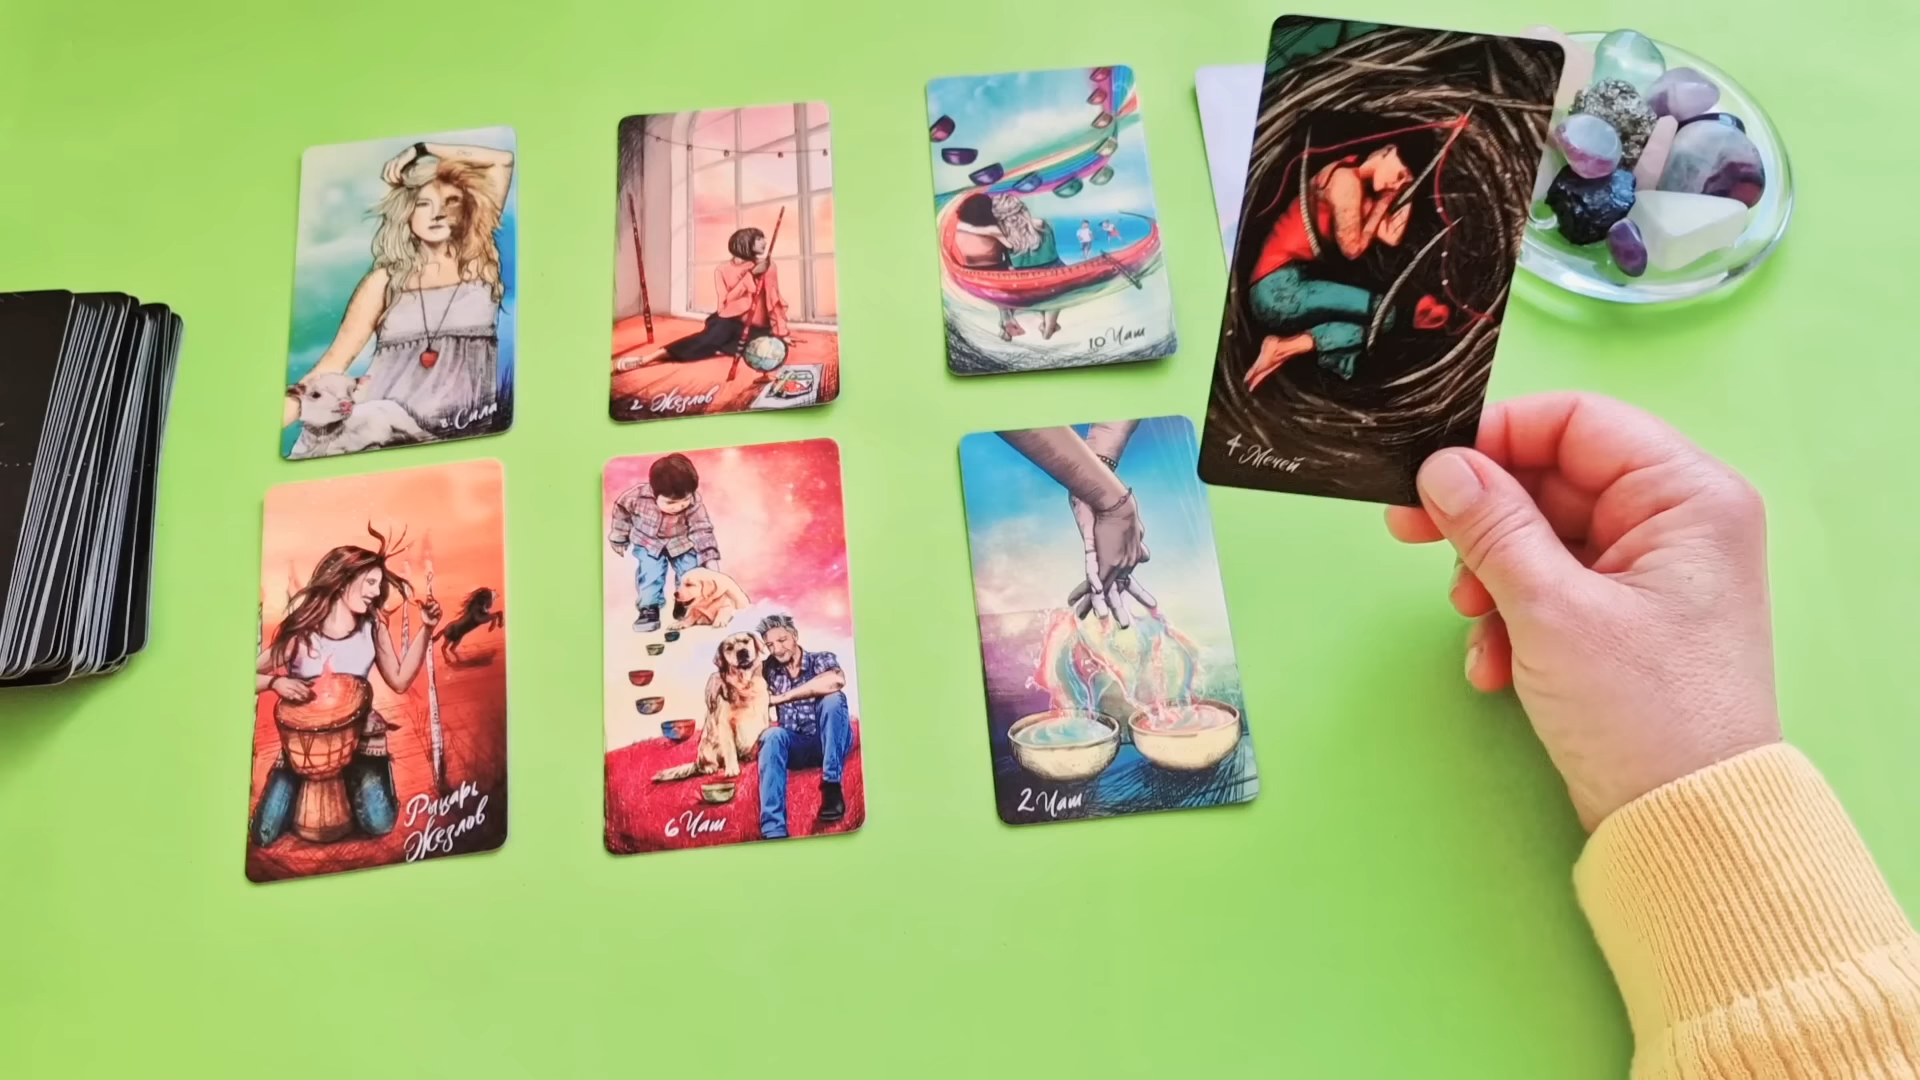 8. Сила
2 Жезлов
10 Чаш
4 Мечей
Рыцарь
Жезлов
6 Чаш
2 Чаш